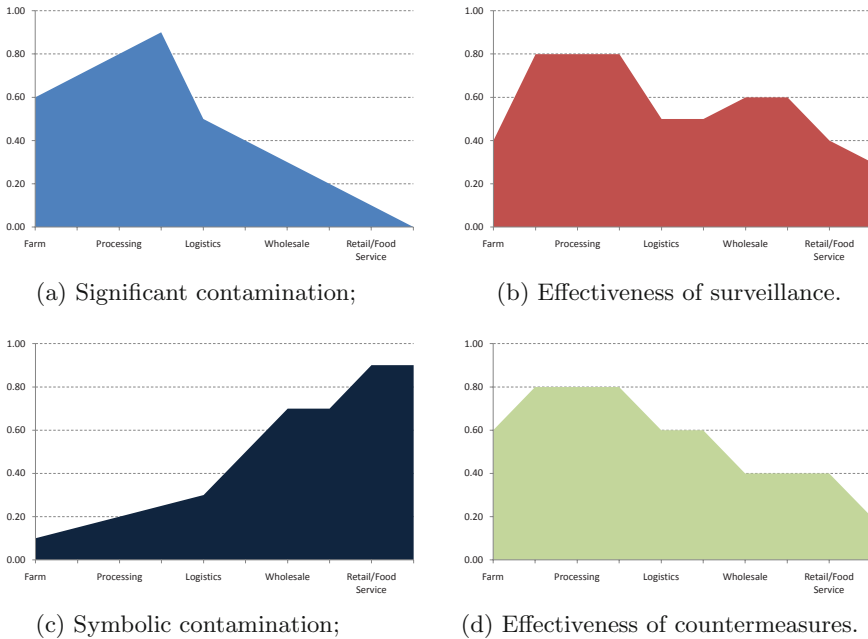 1.00
0.80
0.60
0.40
0.20
0.00
Farm Processing Logistics Wholesale Retail/Food
Service
(a) Significant contamination;
1.00
0.80
0.60
0.40
0.20
0.00
Farm Processing Logistics Wholesale Retail/Food
Service
(b) Effectiveness of surveillance.
1.00
0.80
0.60
0.40
0.20
0.00
Farm Processing Logistics Wholesale Retail/Food
Service
(c) Symbolic contamination;
1.00
0.80
0.60
0.40
0.20
0.00
Farm Processing Logistics Wholesale Retail/Food
Service
(d) Effectiveness of countermeasures.